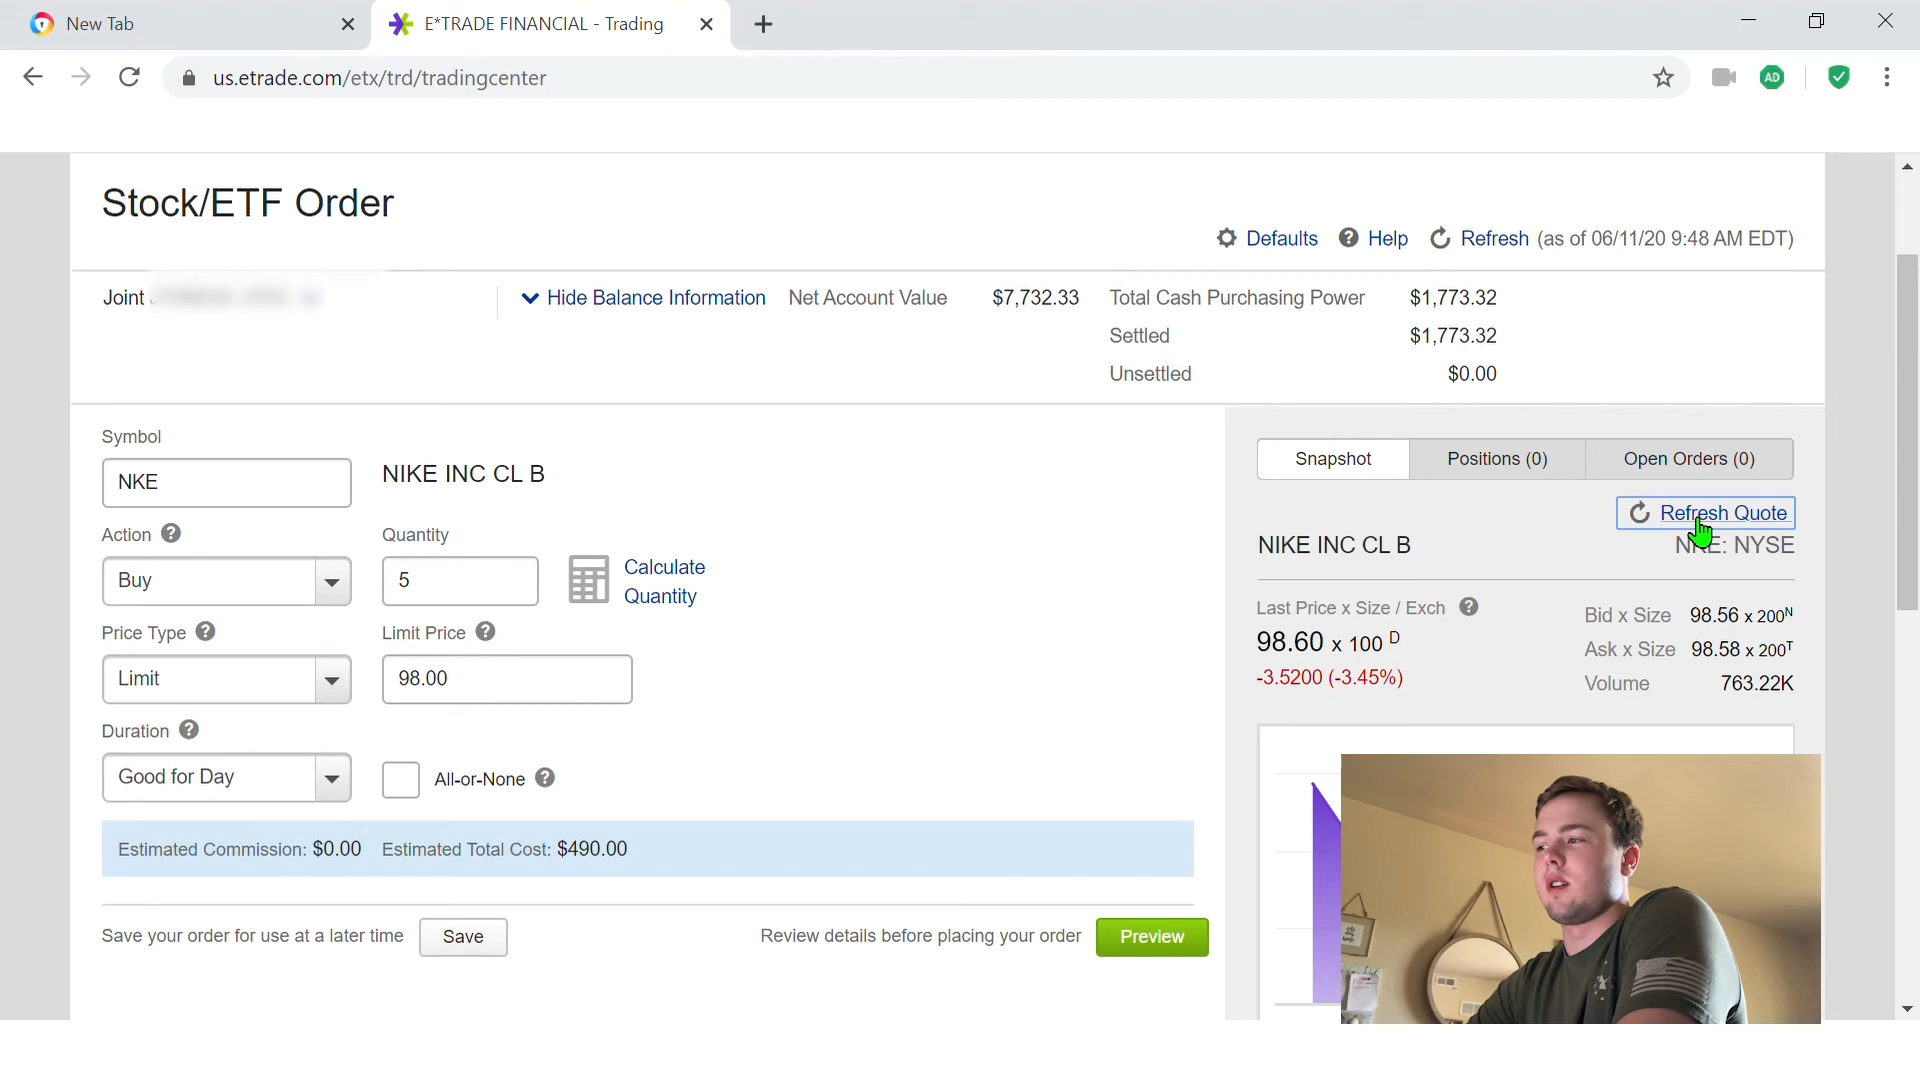 New Tab
E*TRADE FINANCIAL - Trading
us.etrade.com/etx/trd/tradingcenter
AD
Stock/ETF Order
Defaults ? Help Refresh (as of 06/11/20 9:48 AM EDT)
Joint
Hide Balance Information Net Account Value $7,732.33 Total Cash Purchasing Power $1,773.32
Settled $1,773.32
Unsettled $0.00
Symbol
NKE
NIKE INC CL B
Action ?
Quantity
Buy
5
Calculate
Quantity
Price Type ?
Limit Price ?
Limit
98.00
Duration ?
Good for Day
All-or-None ?
Estimated Commission: $0.00 Estimated Total Cost: $490.00
Save your order for use at a later time Save
Review details before placing your order Preview
Snapshot Positions (0) Open Orders (0)
Refresh Quote
NIKE INC CL B NKE: NYSE
Last Price x Size / Exch ?
98.60 x 100 D
-3.5200 (-3.45%)
Bid x Size 98.56 x 200N
Ask x Size 98.58 x 200T
Volume 763.22K